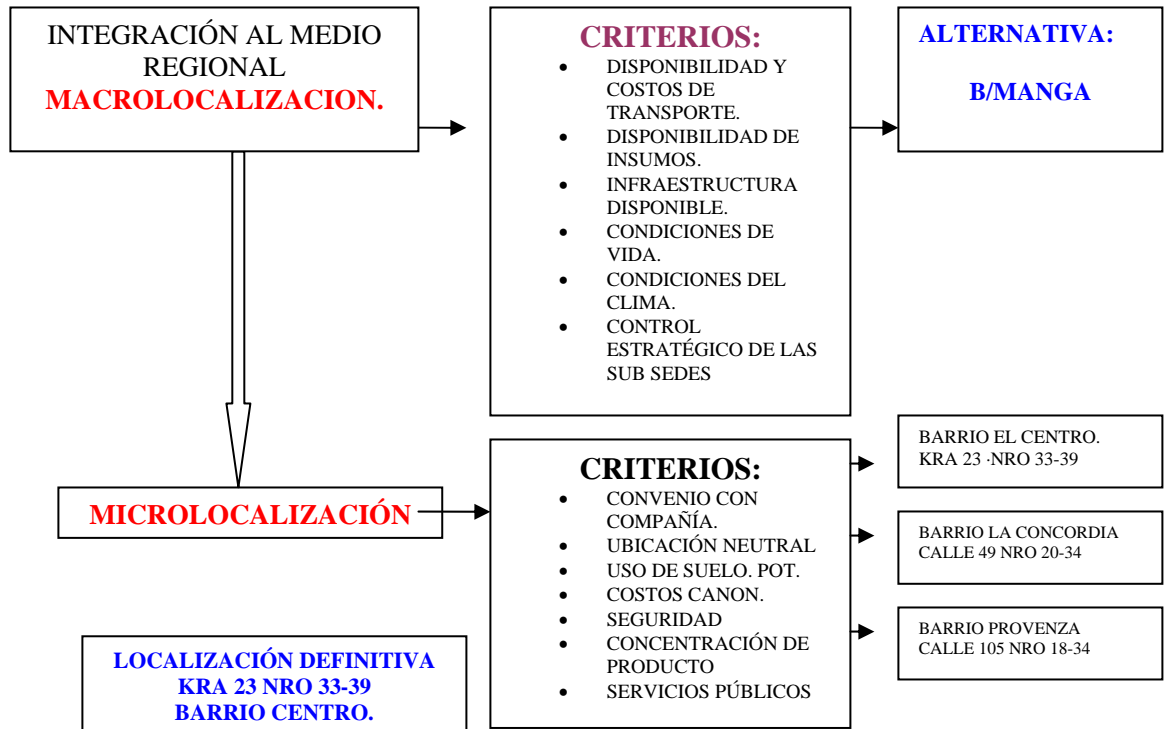 INTEGRACIÓN AL MEDIO
REGIONAL
MACROLOCALIZACION.
CRITERIOS:
• DISPONIBILIDAD Y
COSTOS DE
TRANSPORTE.
• DISPONIBILIDAD DE
INSUMOS.
• INFRAESTRUCTURA
DISPONIBLE.
• CONDICIONES DE
VIDA.
• CONDICIONES DEL
CLIMA.
• CONTROL
ESTRATÉGICO DE LAS
SUB SEDES
ALTERNATIVA:
B/MANGA
MICROLOCALIZACIÓN
CRITERIOS:
• CONVENIO CON
COMPAÑÍA.
• UBICACIÓN NEUTRAL
• USO DE SUELO. POT.
• COSTOS CANON.
• SEGURIDAD
• CONCENTRACIÓN DE
PRODUCTO
• SERVICIOS PÚBLICOS
BARRIO EL CENTRO.
KRA 23 ·NRO 33-39
BARRIO LA CONCORDIA
CALLE 49 NRO 20-34
BARRIO PROVENZA
CALLE 105 NRO 18-34
LOCALIZACIÓN DEFINITIVA
KRA 23 NRO 33-39
BARRIO CENTRO.